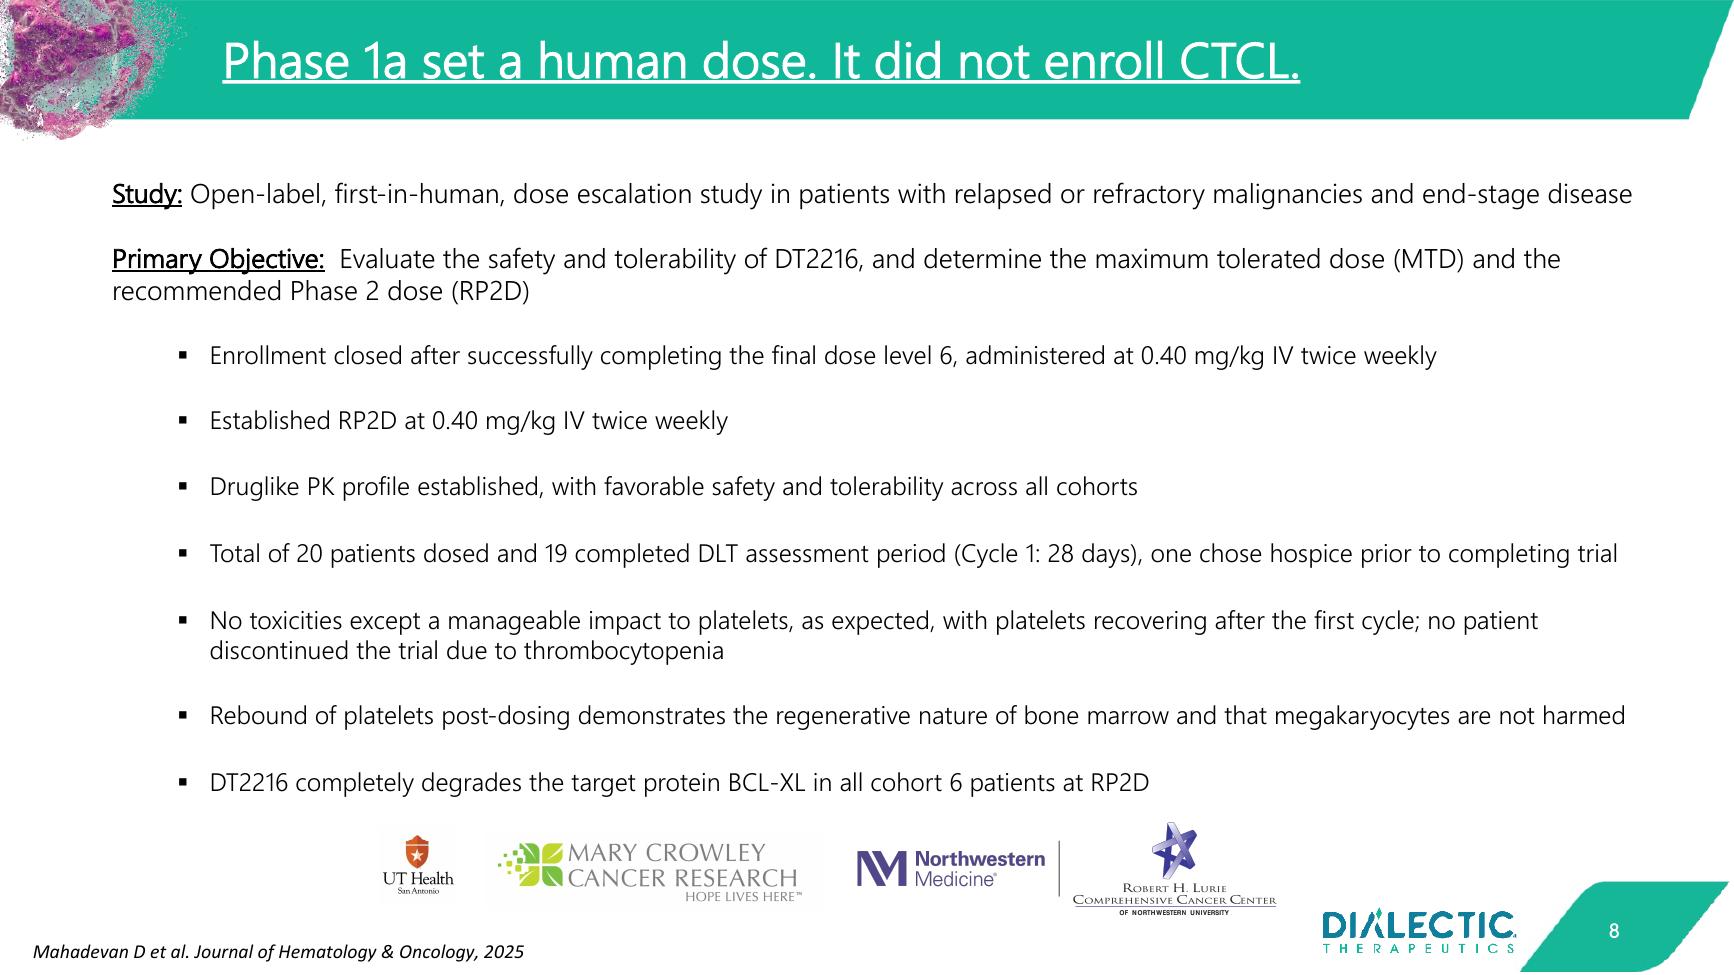 Phase 1a set a human dose. It did not enroll CTCL.
Study: Open-label, first-in-human, dose escalation study in patients with relapsed or refractory malignancies and end-stage disease
Primary Objective: Evaluate the safety and tolerability of DT2216, and determine the maximum tolerated dose (MTD) and the
recommended Phase 2 dose (RP2D)
▪ Enrollment closed after successfully completing the final dose level 6, administered at 0.40 mg/kg IV twice weekly
▪ Established RP2D at 0.40 mg/kg IV twice weekly
▪ Druglike PK profile established, with favorable safety and tolerability across all cohorts
▪ Total of 20 patients dosed and 19 completed DLT assessment period (Cycle 1: 28 days), one chose hospice prior to completing trial
▪ No toxicities except a manageable impact to platelets, as expected, with platelets recovering after the first cycle; no patient
discontinued the trial due to thrombocytopenia
▪ Rebound of platelets post-dosing demonstrates the regenerative nature of bone marrow and that megakaryocytes are not harmed
▪ DT2216 completely degrades the target protein BCL-XL in all cohort 6 patients at RP2D
UT Health
San Antonio
MARY CROWLEY
CANCER RESEARCH
HOPE LIVES HERE™
NM Northwestern
Medicine®
ROBERT H. LURIE
COMPREHENSIVE CANCER CENTER
OF NORTHWESTERN UNIVERSITY
DIALECTIC
THERAPEUTICS
8
Mahadevan D et al. Journal of Hematology & Oncology, 2025